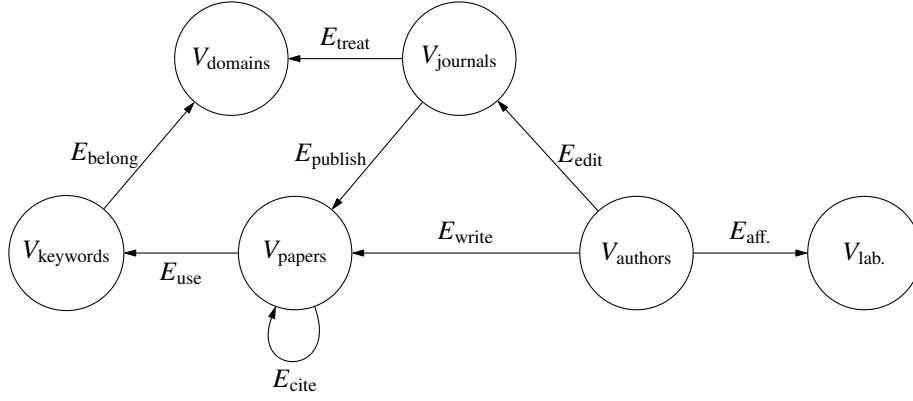 E_treat
V_domains
V_journals
E_belong
E_publish
E_edit
E_write
E_aff.
V_keywords
V_papers
V_authors
V_lab.
E_use
E_cite